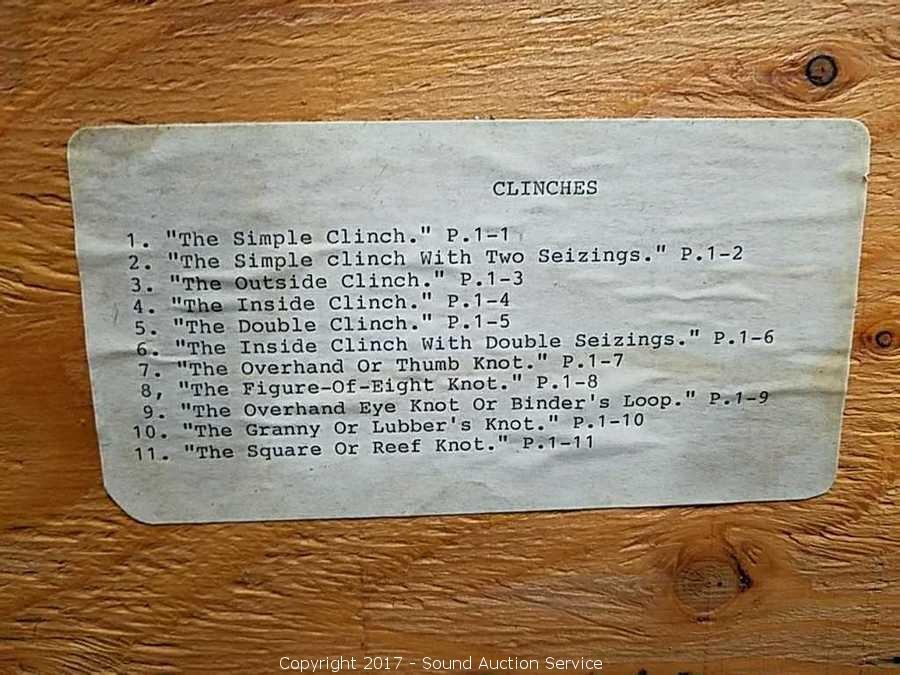 CLINCHES
1. "The Simple Clinch." P.1-1
2. "The Simple clinch With Two Seizings." P.1-2
3. "The Outside Clinch." P.1-3
4. "The Inside Clinch." P.1-4
5. "The Double Clinch." P.1-5
6. "The Inside Clinch With Double Seizings." P.1-6
7. "The Overhand Or Thumb Knot." P.1-7
8, "The Figure-Of-Eight Knot." P.1-8
9. "The Overhand Eye Knot Or Binder's Loop." P.1-9
10. "The Granny Or Lubber's Knot." P.1-10
11. "The Square Or Reef Knot." P.1-11
Copyright 2017 - Sound Auction Service